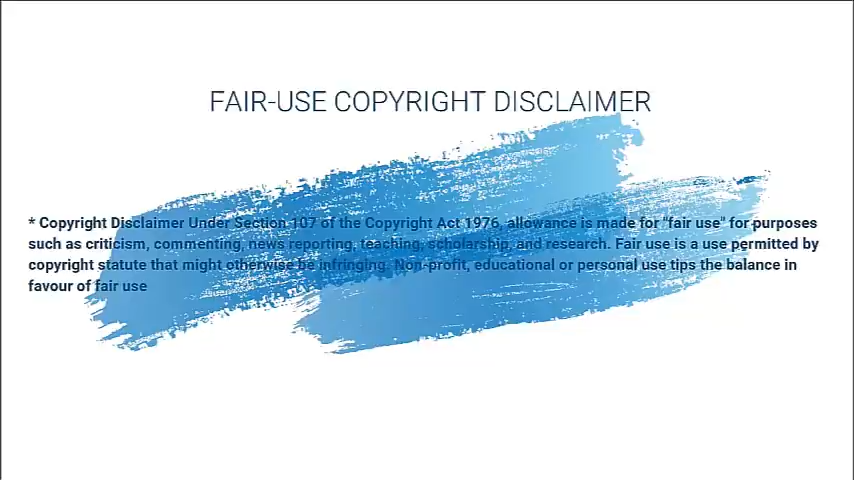 FAIR-USE COPYRIGHT DISCLAIMER
* Copyright Disclaimer Under Section 107 of the Copyright Act 1976, allowance is made for "fair use" for purposes
such as criticism, commenting, news reporting, teaching, scholarship, and research. Fair use is a use permitted by
copyright statute that might otherwise be infringing. Non-profit, educational or personal use tips the balance in
favour of fair use